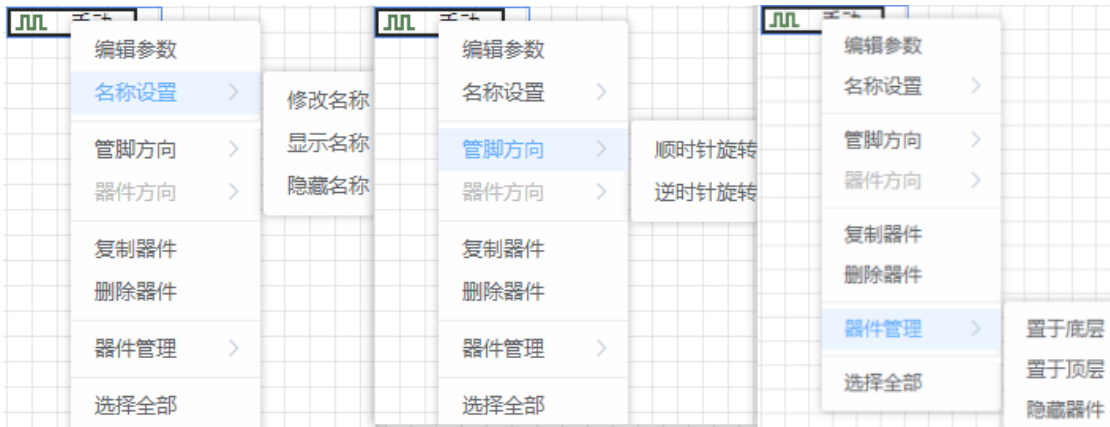 编辑参数
名称设置
修改名称
显示名称
隐藏名称
管脚方向
器件方向
复制器件
删除器件
器件管理
选择全部
编辑参数
名称设置
管脚方向
顺时针旋转
逆时针旋转
器件方向
复制器件
删除器件
器件管理
选择全部
编辑参数
名称设置
管脚方向
器件方向
复制器件
删除器件
器件管理
置于底层
置于顶层
隐藏器件
选择全部